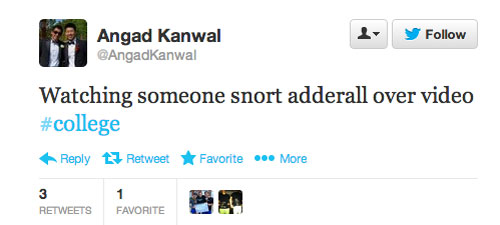 Angad Kanwal
@AngadKanwal
Follow
Watching someone snort adderall over video
#college
Reply Retweet Favorite More
3 1
RETWEETS FAVORITE